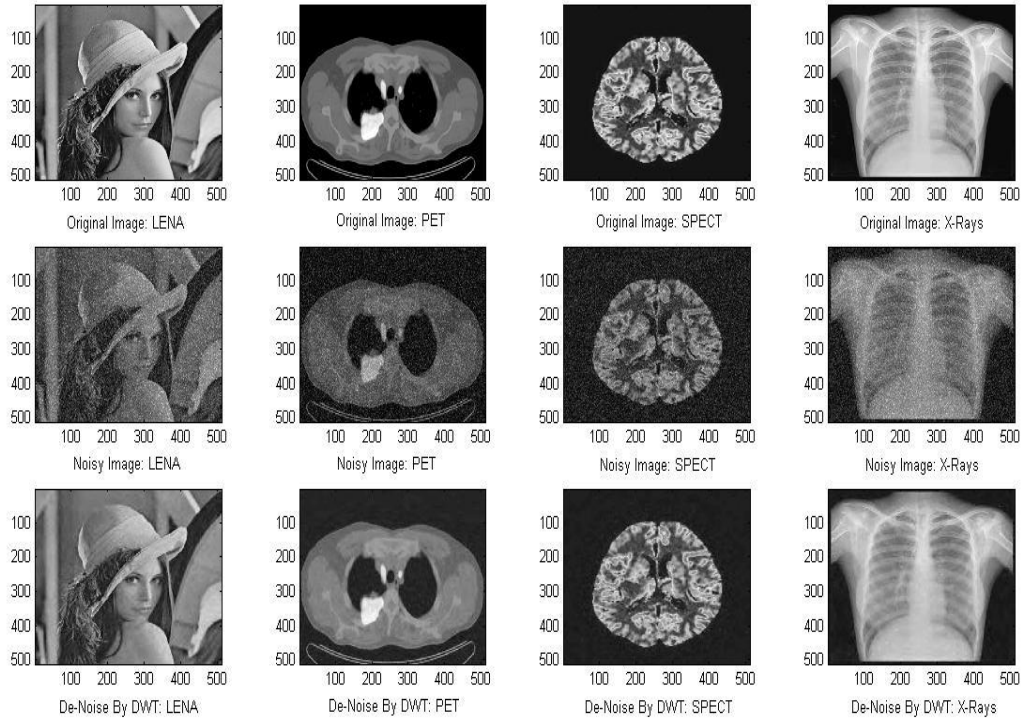 100
200
300
400
500
100 200 300 400 500
Original Image: LENA
100
200
300
400
500
100 200 300 400 500
Original Image: PET
100
200
300
400
500
100 200 300 400 500
Original Image: SPECT
100
200
300
400
500
100 200 300 400 500
Original Image: X-Rays
100
200
300
400
500
100 200 300 400 500
Noisy Image: LENA
100
200
300
400
500
100 200 300 400 500
Noisy Image: PET
100
200
300
400
500
100 200 300 400 500
Noisy Image: SPECT
100
200
300
400
500
100 200 300 400 500
Noisy Image: X-Rays
100
200
300
400
500
100 200 300 400 500
De-Noise By DWT: LENA
100
200
300
400
500
100 200 300 400 500
De-Noise By DWT: PET
100
200
300
400
500
100 200 300 400 500
De-Noise By DWT: SPECT
100
200
300
400
500
100 200 300 400 500
De-Noise By DWT: X-Rays